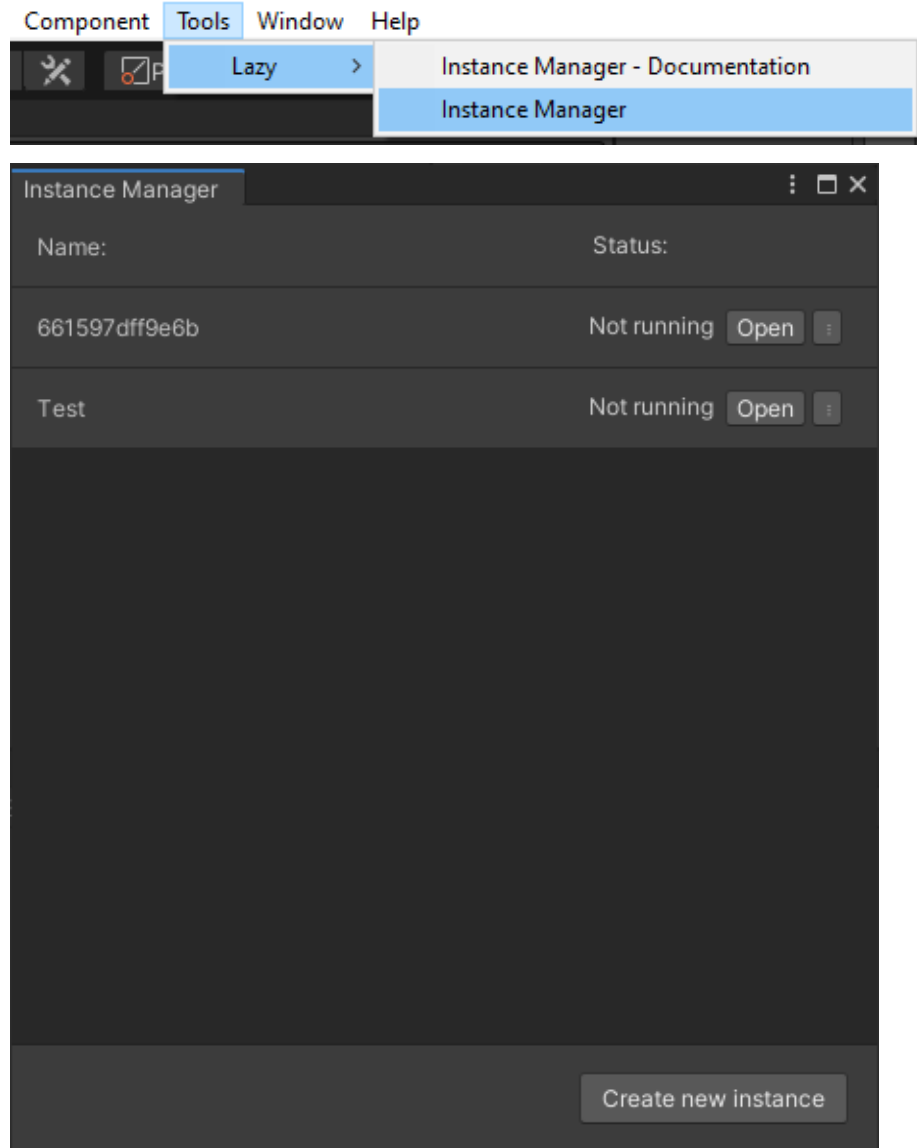 Component Tools Window Help
P Lazy > Instance Manager - Documentation
Instance Manager
Instance Manager
Name: Status:
661597dff9e6b Not running Open
Test Not running Open
Create new instance